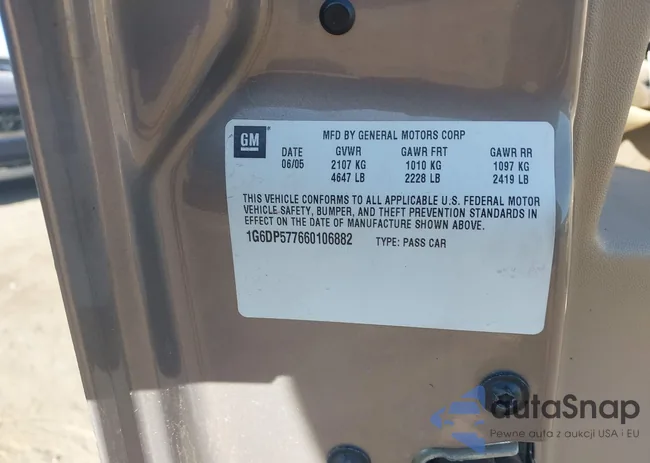 GM
MFD BY GENERAL MOTORS CORP
DATE GVWR GAWR FRT GAWR RR
06/05 2107 KG 1010 KG 1097 KG
4647 LB 2228 LB 2419 LB
THIS VEHICLE CONFORMS TO ALL APPLICABLE U.S. FEDERAL MOTOR
VEHICLE SAFETY, BUMPER, AND THEFT PREVENTION STANDARDS IN
EFFECT ON THE DATE OF MANUFACTURE SHOWN ABOVE.
1G6DP577660106882 TYPE: PASS CAR
autaSnap
Pewne auta z aukcji USA i EU